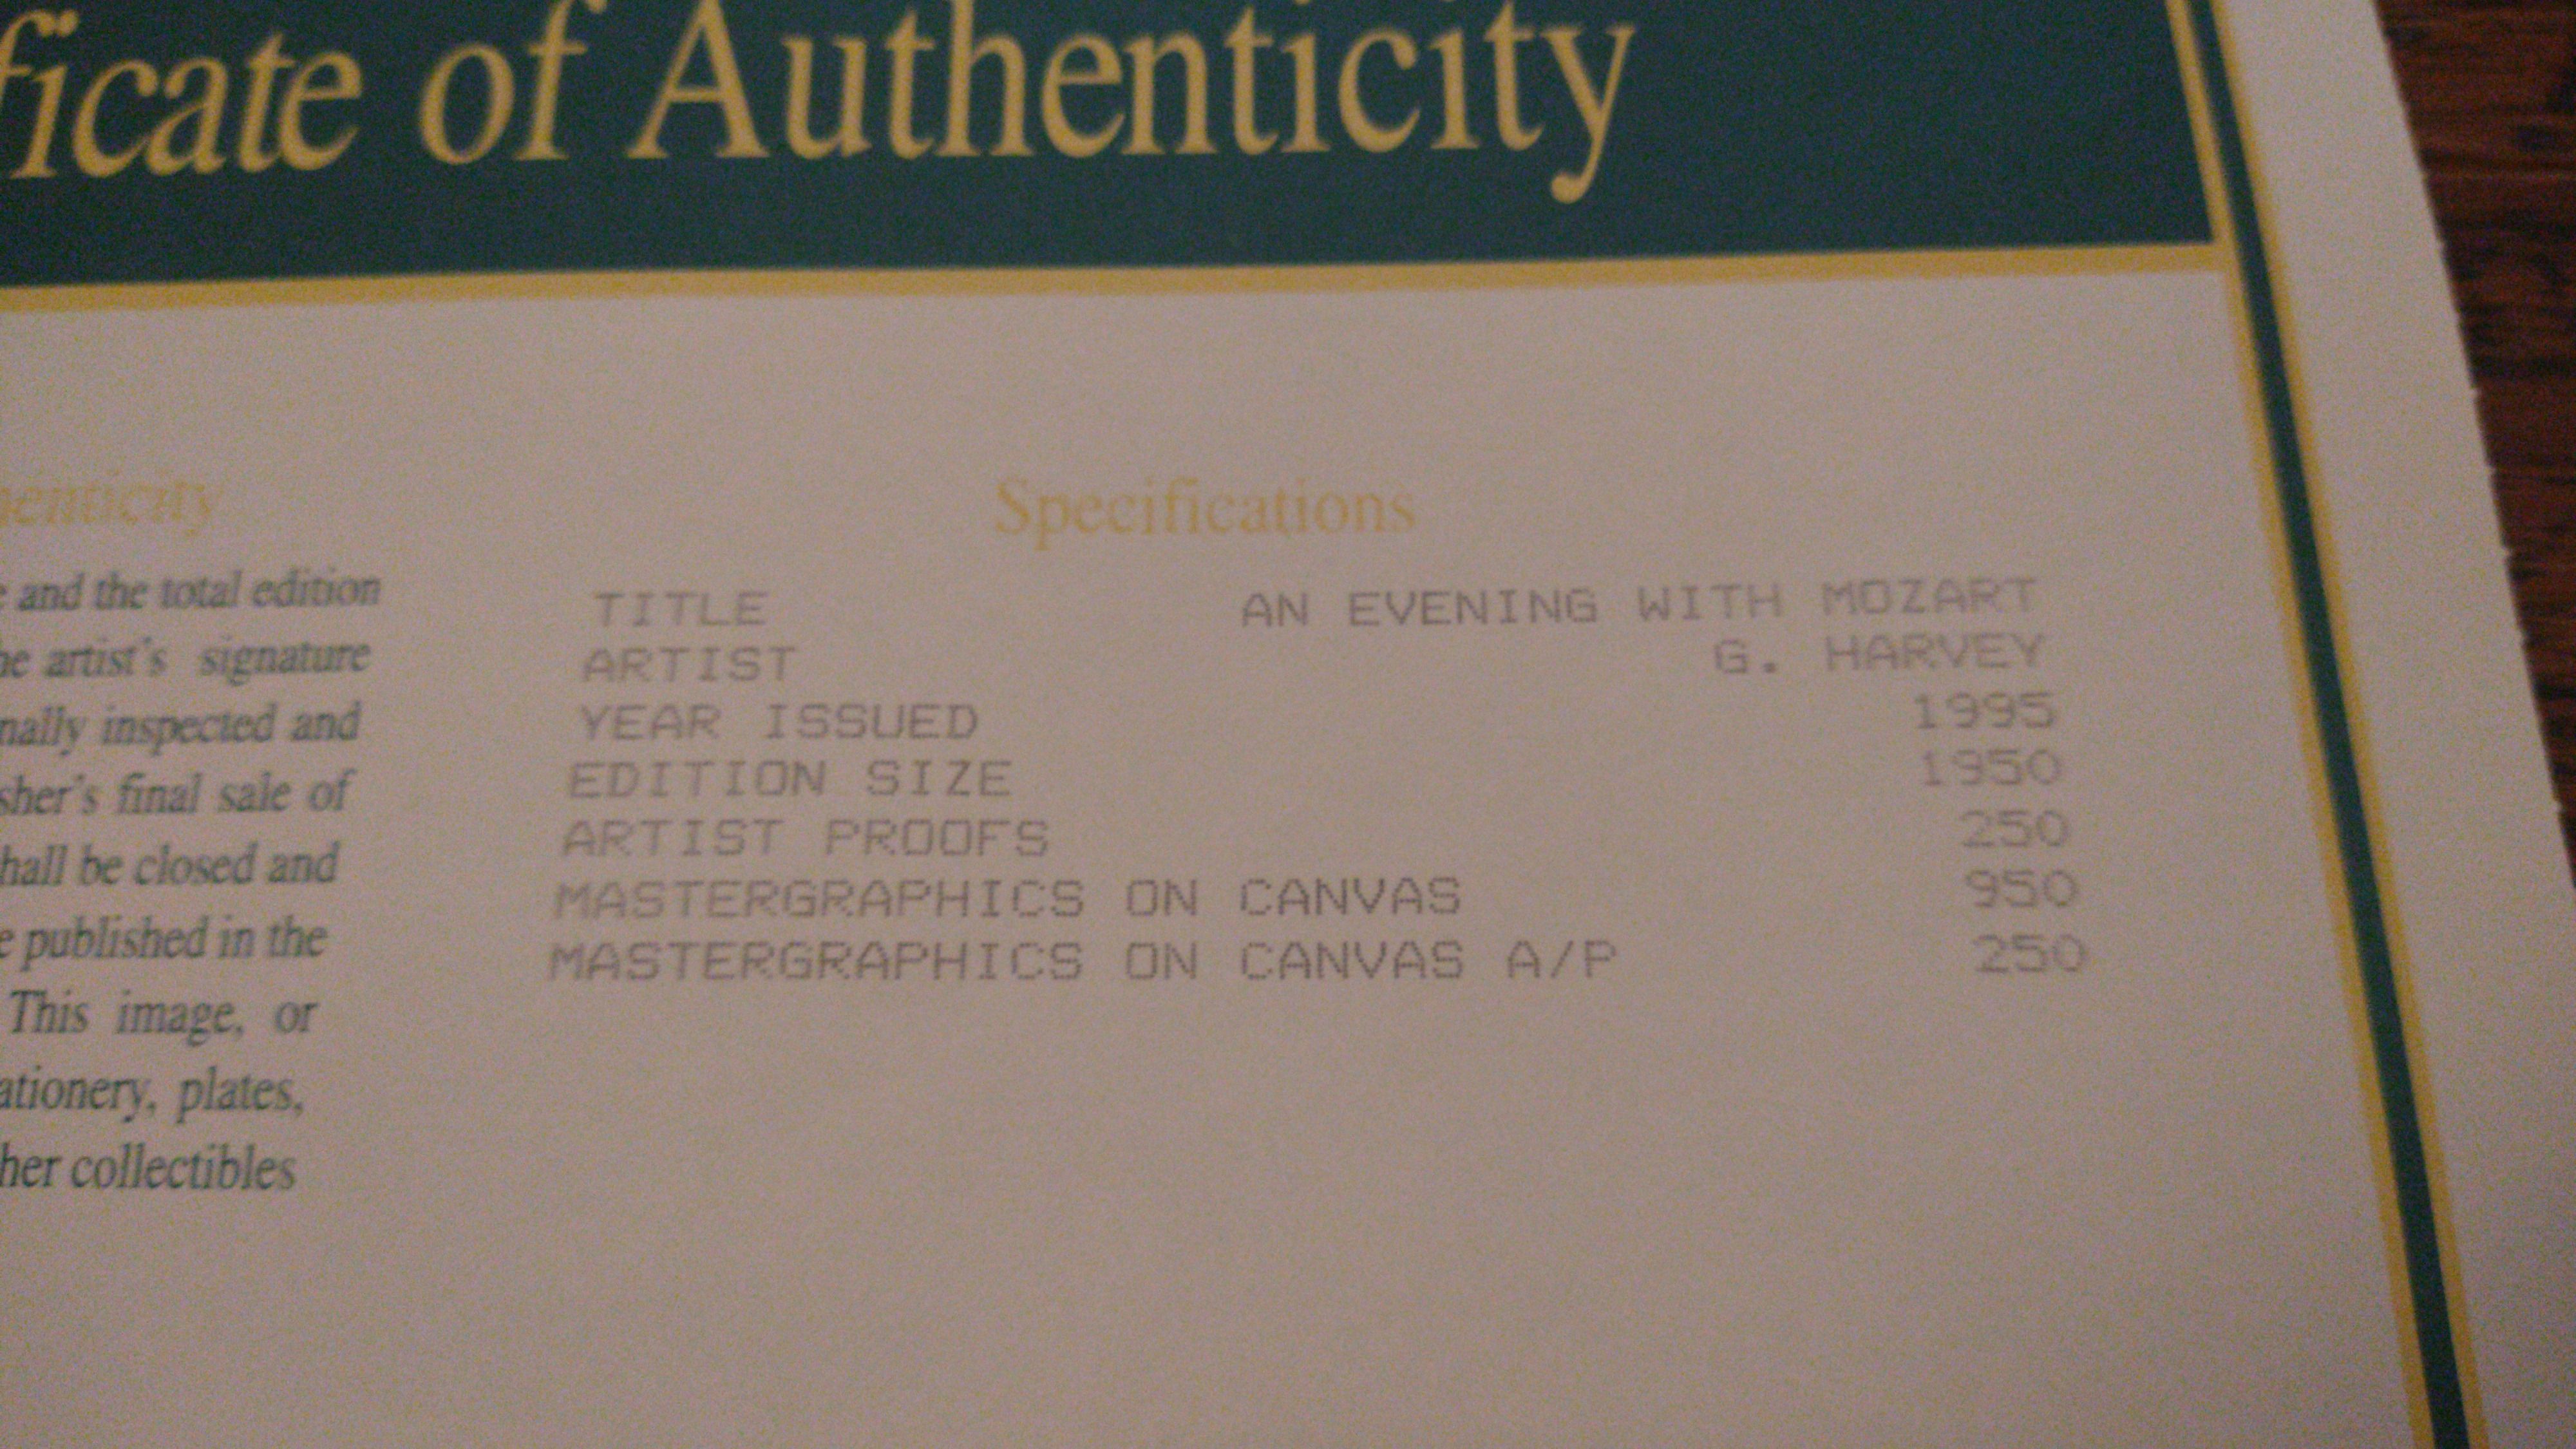 ficate of Authenticity
henticity
and the total edition
artist's signature
nally inspected and
sher's final sale of
hall be closed and
published in the
This image, or
ationery, plates,
her collectibles
Specifications
TITLE AN EVENING WITH MOZART
ARTIST G. HARVEY
YEAR ISSUED 1995
EDITION SIZE 1950
ARTIST PROOFS 250
MASTERGRAPHICS ON CANVAS 950
MASTERGRAPHICS ON CANVAS A/P 250